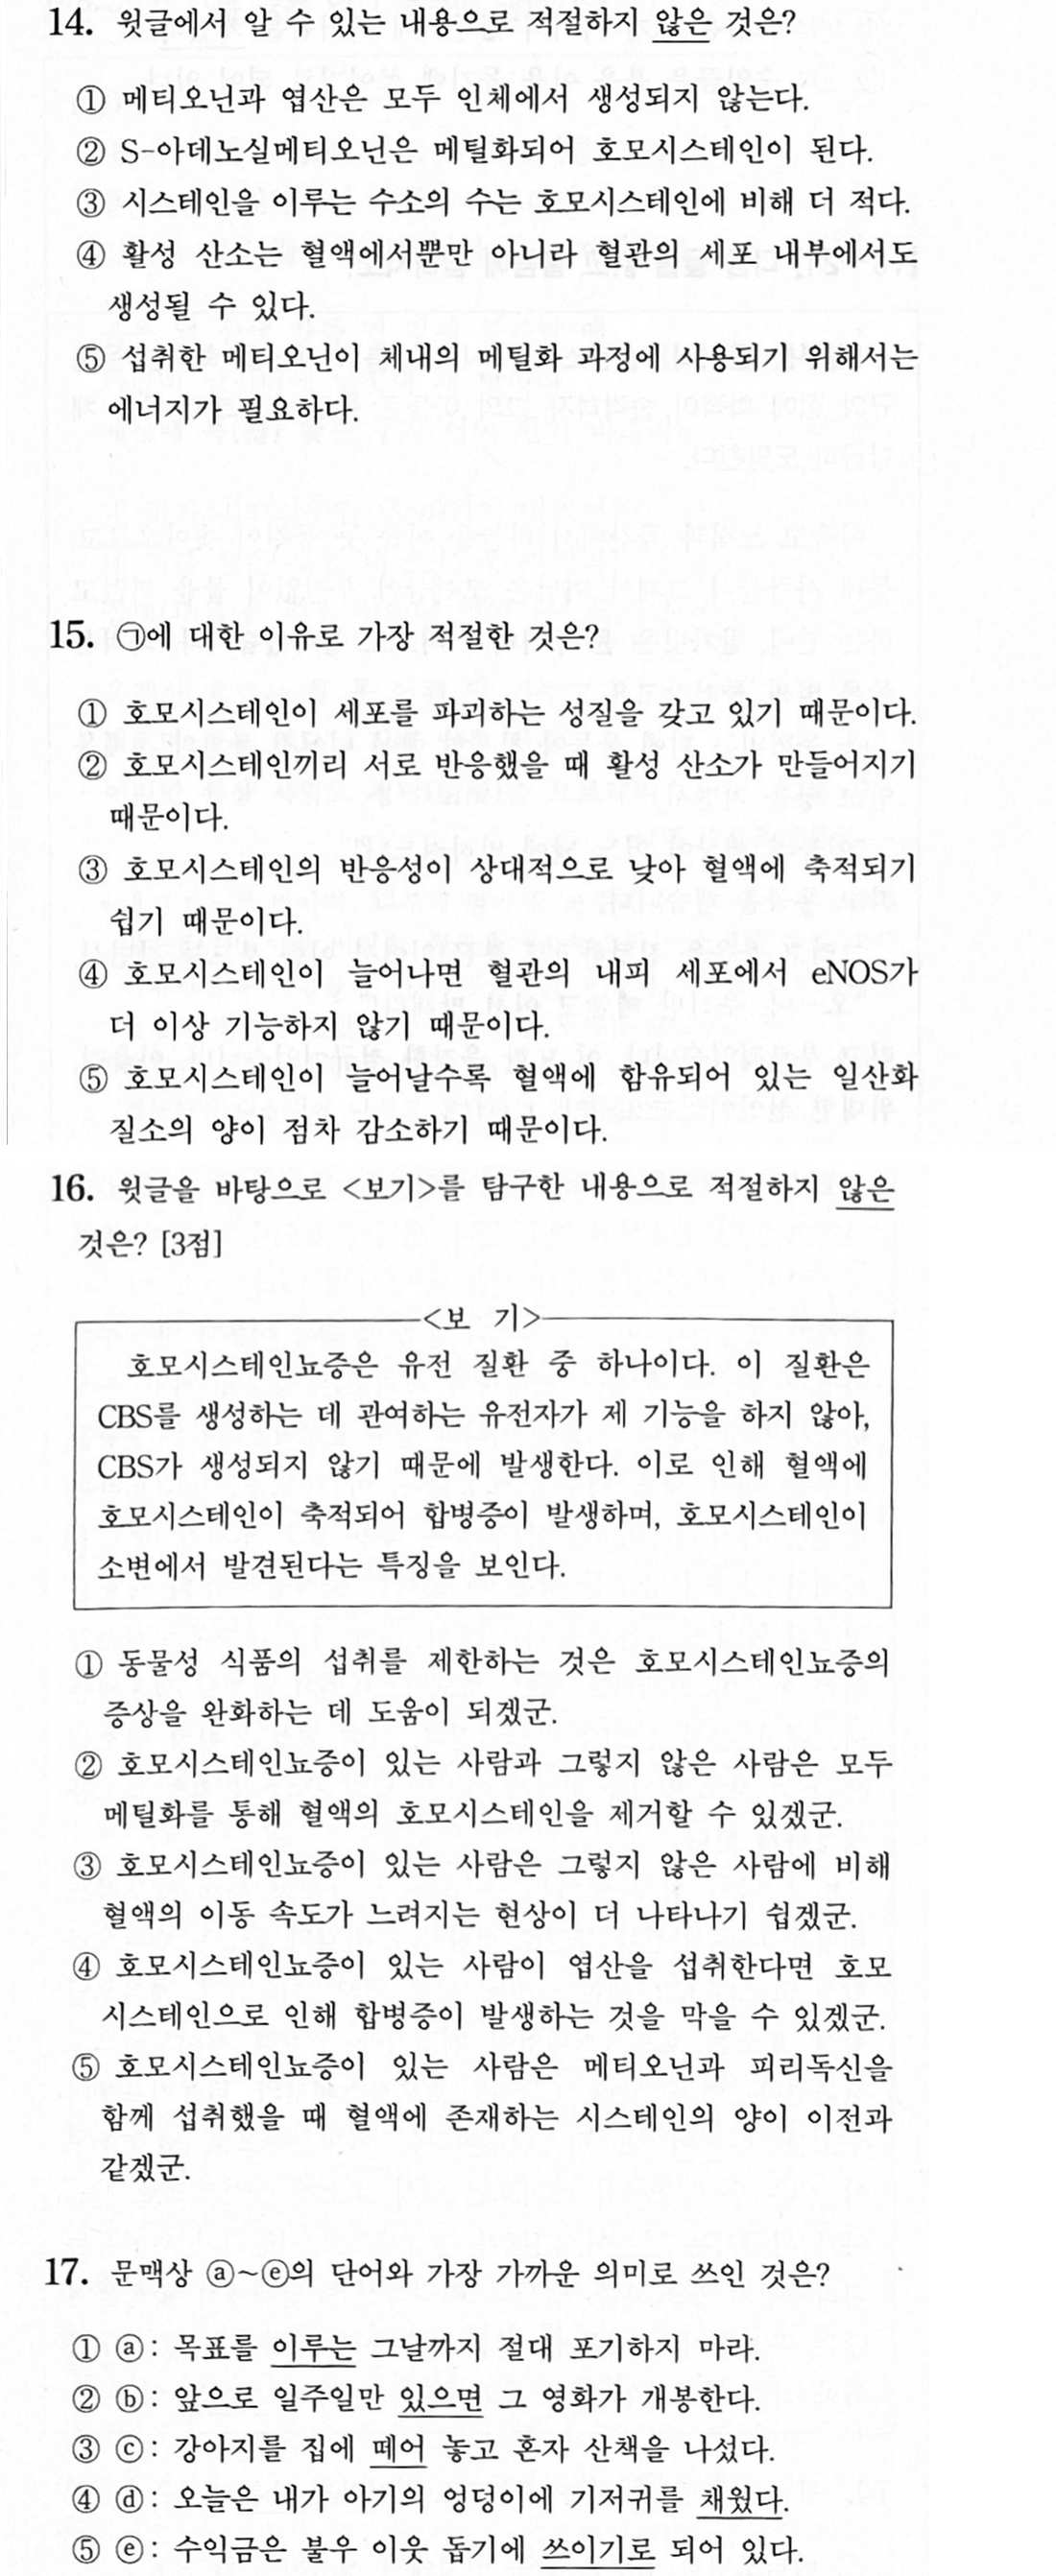 14. 윗글에서 알 수 있는 내용으로 적절하지 않은 것은?
① 메티오닌과 엽산은 모두 인체에서 생성되지 않는다.
② S-아데노실메티오닌은 메틸화되어 호모시스테인이 된다.
③ 시스테인을 이루는 수소의 수는 호모시스테인에 비해 더 적다.
④ 활성 산소는 혈액에서뿐만 아니라 혈관의 세포 내부에서도
생성될 수 있다.
⑤ 섭취한 메티오닌이 체내의 메틸화 과정에 사용되기 위해서는
에너지가 필요하다.
15. ㉠에 대한 이유로 가장 적절한 것은?
① 호모시스테인이 세포를 파괴하는 성질을 갖고 있기 때문이다.
② 호모시스테인끼리 서로 반응했을 때 활성 산소가 만들어지기
때문이다.
③ 호모시스테인의 반응성이 상대적으로 낮아 혈액에 축적되기
쉽기 때문이다.
④ 호모시스테인이 늘어나면 혈관의 내피 세포에서 eNOS가
더 이상 기능하지 않기 때문이다.
⑤ 호모시스테인이 늘어날수록 혈액에 함유되어 있는 일산화
질소의 양이 점차 감소하기 때문이다.
16. 윗글을 바탕으로 <보기>를 탐구한 내용으로 적절하지 않은
것은? [3점]
<보 기>
호모시스테인뇨증은 유전 질환 중 하나이다. 이 질환은
CBS를 생성하는 데 관여하는 유전자가 제 기능을 하지 않아,
CBS가 생성되지 않기 때문에 발생한다. 이로 인해 혈액에
호모시스테인이 축적되어 합병증이 발생하며, 호모시스테인이
소변에서 발견된다는 특징을 보인다.
① 동물성 식품의 섭취를 제한하는 것은 호모시스테인뇨증의
증상을 완화하는 데 도움이 되겠군.
② 호모시스테인뇨증이 있는 사람과 그렇지 않은 사람은 모두
메틸화를 통해 혈액의 호모시스테인을 제거할 수 있겠군.
③ 호모시스테인뇨증이 있는 사람은 그렇지 않은 사람에 비해
혈액의 이동 속도가 느려지는 현상이 더 나타나기 쉽겠군.
④ 호모시스테인뇨증이 있는 사람이 엽산을 섭취한다면 호모
시스테인으로 인해 합병증이 발생하는 것을 막을 수 있겠군.
⑤ 호모시스테인뇨증이 있는 사람은 메티오닌과 피리독신을
함께 섭취했을 때 혈액에 존재하는 시스테인의 양이 이전과
같겠군.
17. 문맥상 ⓐ~ⓔ의 단어와 가장 가까운 의미로 쓰인 것은?
① ⓐ: 목표를 이루는 그날까지 절대 포기하지 마라.
② ⓑ: 앞으로 일주일만 있으면 그 영화가 개봉한다.
③ ⓒ: 강아지를 집에 떼어 놓고 혼자 산책을 나섰다.
④ ⓓ: 오늘은 내가 아기의 엉덩이에 기저귀를 채웠다.
⑤ ⓔ: 수익금은 불우 이웃 돕기에 쓰이기로 되어 있다.